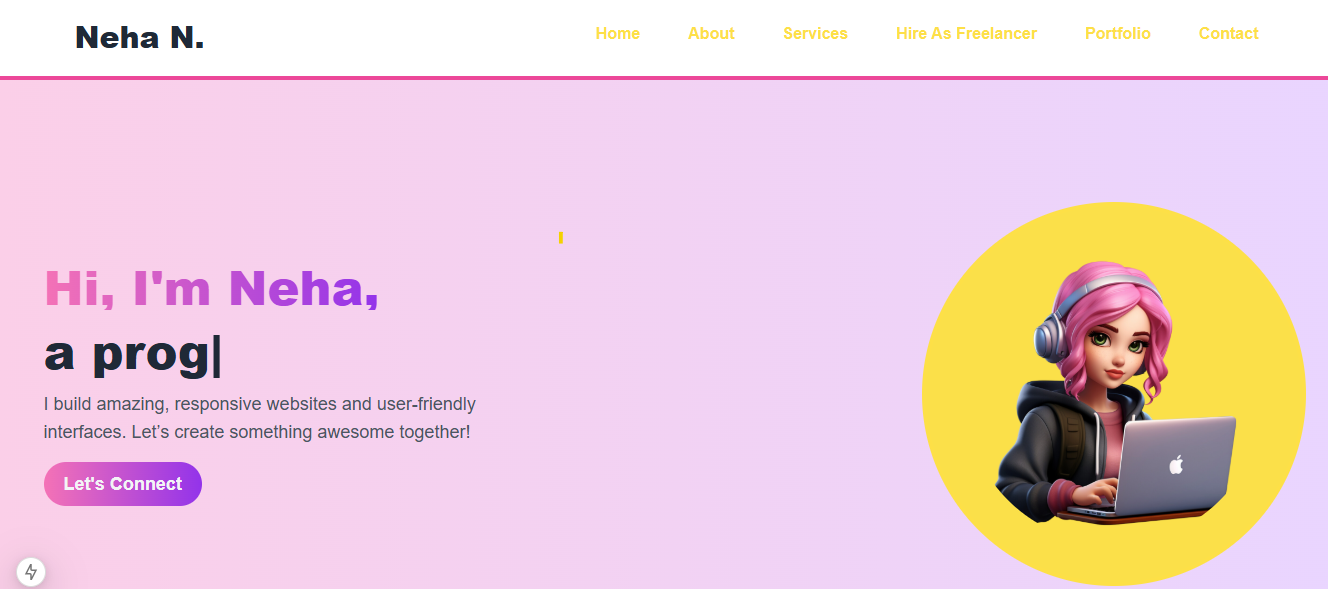 Neha N.
Home About Services Hire As Freelancer Portfolio Contact
Hi, I'm Neha,
a prog|
I build amazing, responsive websites and user-friendly
interfaces. Let’s create something awesome together!
Let's Connect